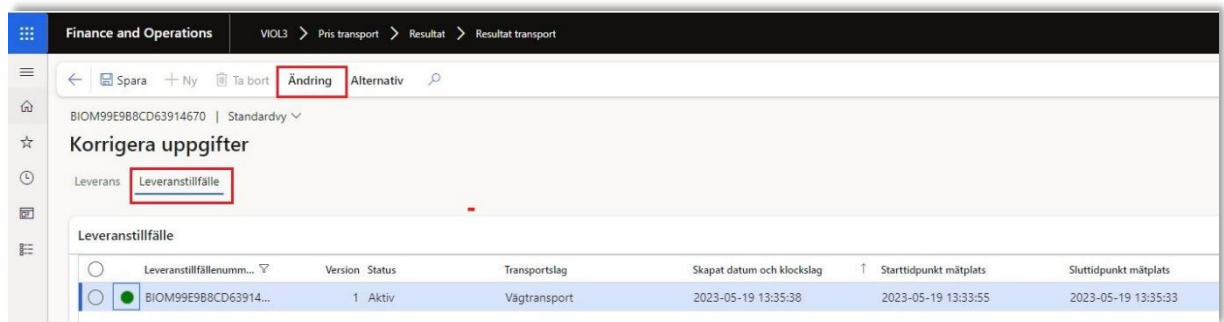 Finance and Operations VIOL3 > Pris transport > Resultat > Resultat transport
Spara + Ny Ta bort Ändring Alternativ
BIOM99E9B8CD63914670 | Standardvy
Korrigera uppgifter
Leverans Leveranstillfälle
Leveranstillfälle
Leveranstillfällenumm... Version Status Transportslag Skapat datum och klockslag ↑ Starttidpunkt mätplats Sluttidpunkt mätplats
BIOM99E9B8CD63914... 1 Aktiv Vägtransport 2023-05-19 13:35:38 2023-05-19 13:33:55 2023-05-19 13:35:33